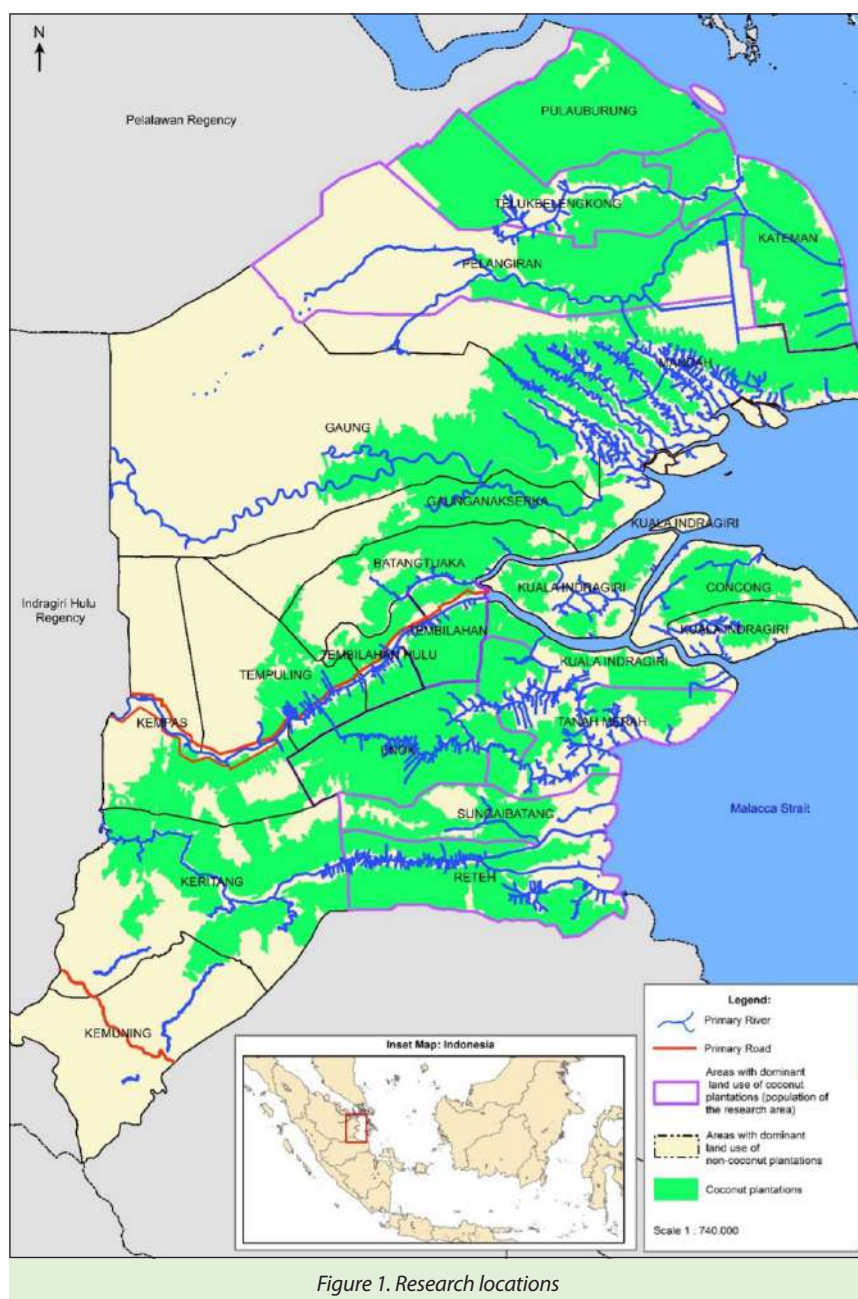 N
Pelalawan Regency
PULAUBURUNG
TELUKBELENGKONG
KATEMAN
PELANGIRAN
MANDAH
GAUNG
GAUNGANAKSERKA
KUALA INDRAGIRI
BATANGTUAKA
KUALA INDRAGIRI
CONCONG
Indragiri Hulu
Regency
TEMBILAHAN
KUALA INDRAGIRI
TEMBILAHAN HULU
KUALA INDRAGIRI
TEMPULING
KEMPAS
TANAH MERAH
ENOK
Malacca Strait
SUNGAIBATANG
KERITANG
RETEH
KEMUNING
Inset Map: Indonesia
Legend:
Primary River
Primary Road
Areas with dominant
land use of coconut
plantations (population of
the research area)
Areas with dominant
land use of
non-coconut plantations
Coconut plantations
Scale 1 : 740.000
Figure 1. Research locations